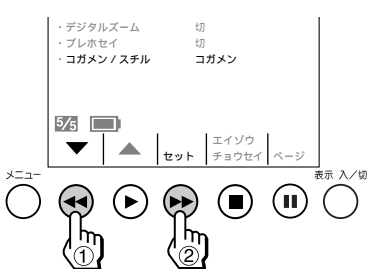 ・デジタルズーム 切
・ブレホセイ 切
・コガメン / スチル コガメン
5/5
セット エイゾウ チョウセイ ページ
メニュー 表示 入／切
① ②